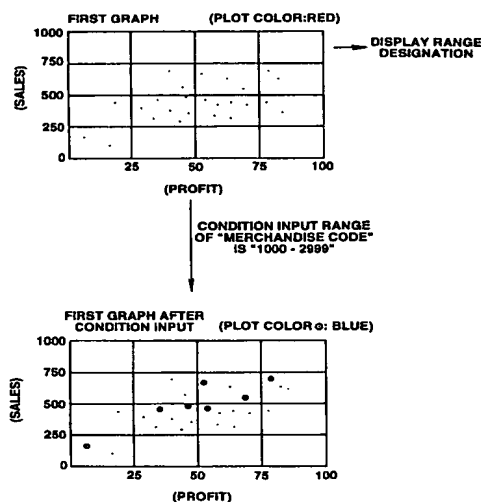 FIRST GRAPH (PLOT COLOR:RED)
1000
750
500
250
0
(SALES)
25 50 75 100
(PROFIT)
DISPLAY RANGE
DESIGNATION
CONDITION INPUT RANGE
OF "MERCHANDISE CODE"
IS "1000 - 2999"
FIRST GRAPH AFTER
CONDITION INPUT (PLOT COLOR ⊙: BLUE)
1000
750
500
250
0
(SALES)
25 50 75 100
(PROFIT)